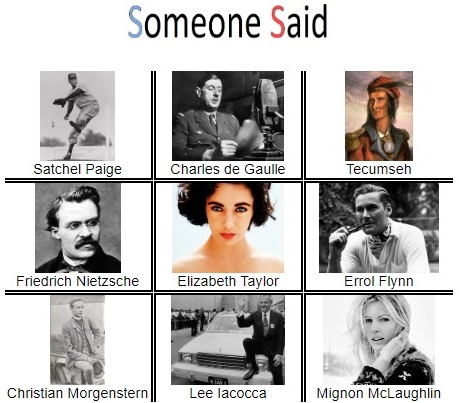 Someone Said
Satchel Paige
Charles de Gaulle
Tecumseh
Friedrich Nietzsche
Elizabeth Taylor
Errol Flynn
Christian Morgenstern
Lee Iacocca
Mignon McLaughlin